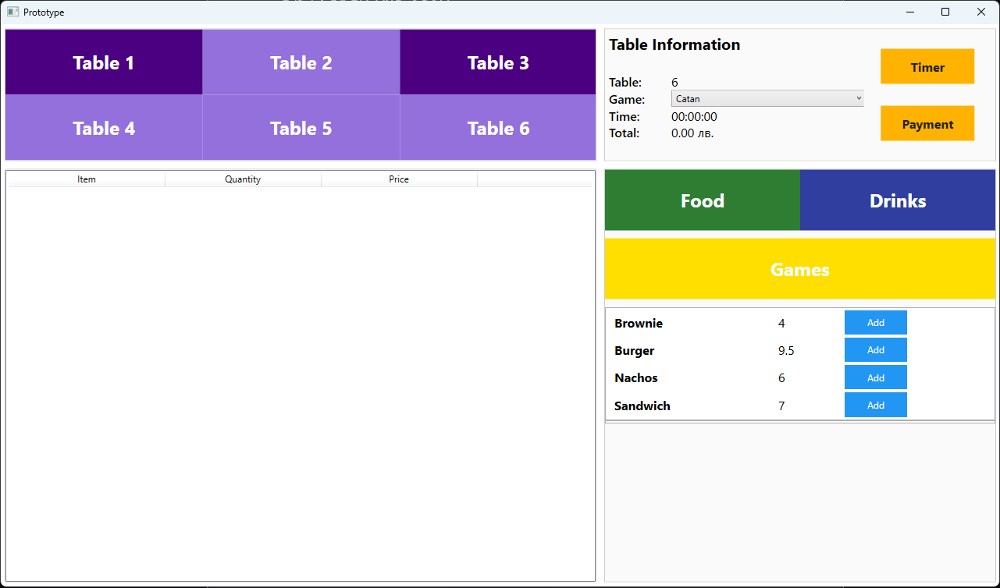 Prototype
Table 1 Table 2 Table 3
Table 4 Table 5 Table 6
Table Information
Timer
Table: 6
Game: Catan
Time: 00:00:00
Payment
Total: 0.00 лв.
Item Quantity Price
Food Drinks
Games
Brownie 4 Add
Burger 9.5 Add
Nachos 6 Add
Sandwich 7 Add